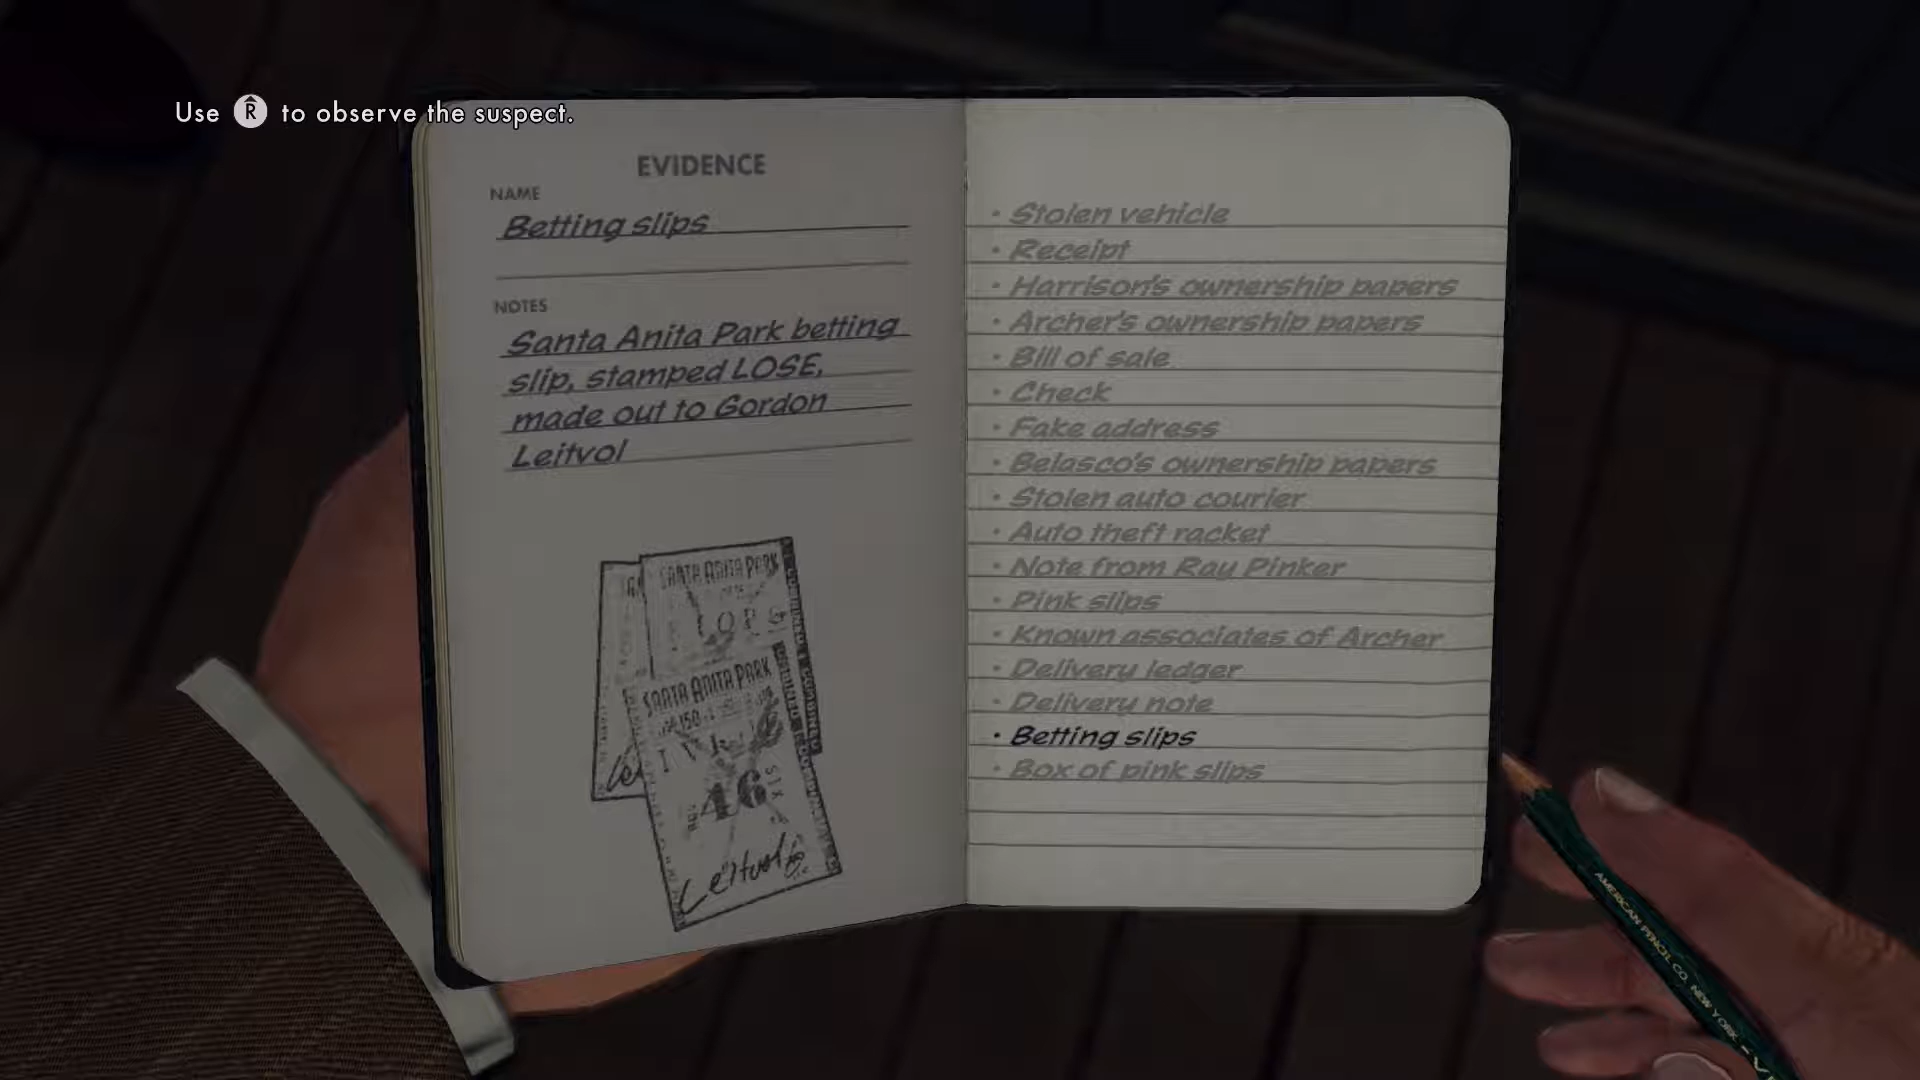 Use R to observe the suspect.
EVIDENCE
NAME
Betting slips
NOTES
Santa Anita Park betting
slip, stamped LOSE,
made out to Gordon
Leitvol
SANTA ANITA PARK
SANTA ANITA PARK
46
SIX
Leitvol
• Stolen vehicle
• Receipt
• Harrison's ownership papers
• Archer's ownership papers
• Bill of sale
• Check
• Fake address
• Belasco's ownership papers
• Stolen auto courier
• Auto theft racket
• Note from Ray Pinker
• Pink slips
• Known associates of Archer
• Delivery ledger
• Delivery note
• Betting slips
• Box of pink slips
AMERICAN PENCIL CO. NEW YORK